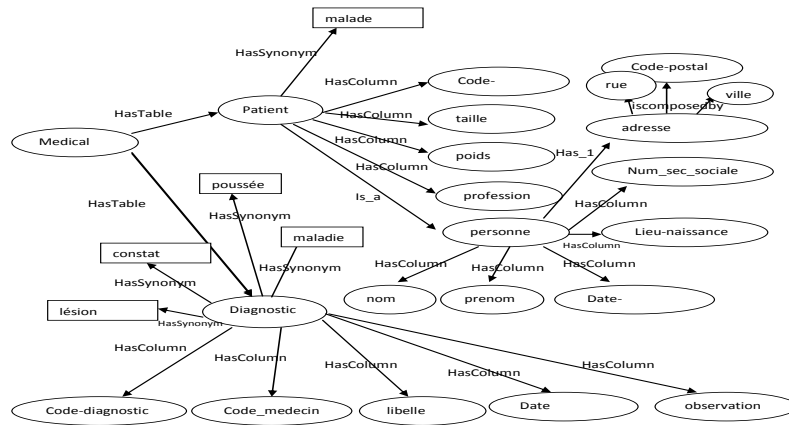 malade
HasSynonym
Code-postal
rue
ville
HasColumn
Code-
iscomposedby
HasTable
Patient
HasColumn
taille
adresse
Medical
HasColumn
poids
Has_1
HasColumn
Num_sec_sociale
poussée
profession
HasTable
Is_a
HasSynonym
maladie
personne
HasColumn
Lieu-naissance
HasColumn
constat
HasSynonym
HasColumn
HasColumn
HasColumn
HasSynonym
nom
prenom
Date-
lésion
Diagnostic
HasSynonym
HasColumn
HasColumn
HasColumn
HasColumn
HasColumn
Code-diagnostic
Code_medecin
libelle
Date
observation